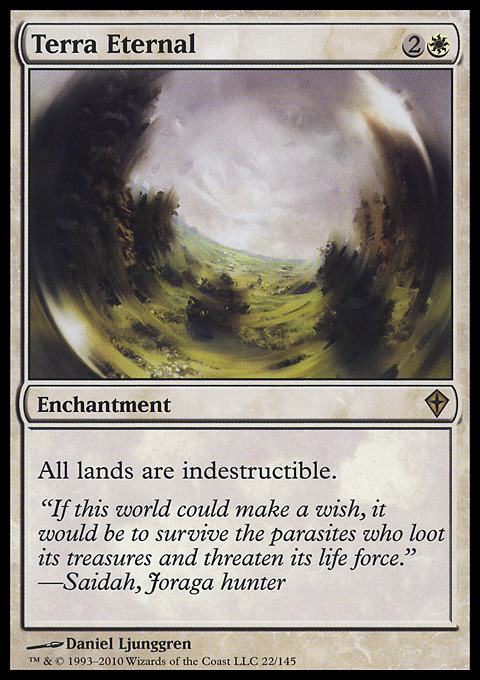 Terra Eternal 2
Enchantment
All lands are indestructible.
“If this world could make a wish, it
would be to survive the parasites who loot
its treasures and threaten its life force.”
—Saidah, Joraga hunter
Daniel Ljunggren
™ & © 1993–2010 Wizards of the Coast LLC 22/145